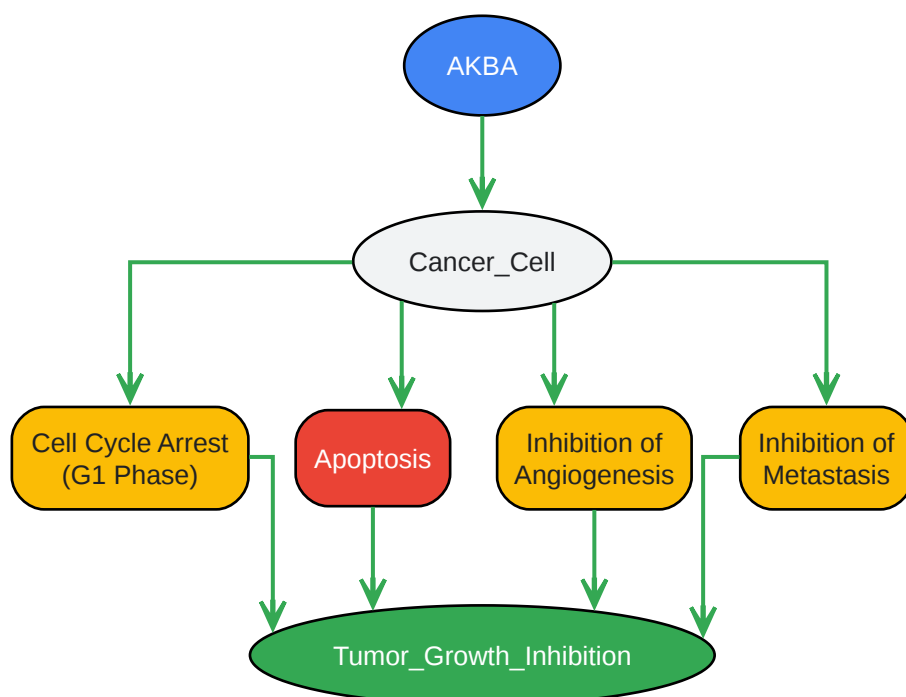 AKBA
Cancer_Cell
Cell Cycle Arrest
(G1 Phase)
Apoptosis
Inhibition of
Angiogenesis
Inhibition of
Metastasis
Tumor_Growth_Inhibition